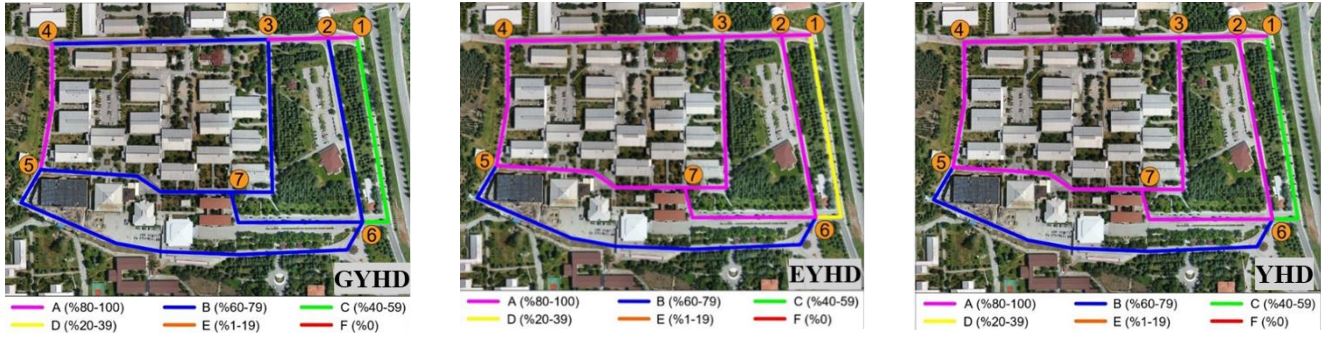 4 3 2 1
5 7 6
GYHD
A (%80-100) B (%60-79) C (%40-59)
D (%20-39) E (%1-19) F (%0)
4 3 2 1
5 7 6
EYHD
A (%80-100) B (%60-79) C (%40-59)
D (%20-39) E (%1-19) F (%0)
4 3 2 1
5 7 6
YHD
A (%80-100) B (%60-79) C (%40-59)
D (%20-39) E (%1-19) F (%0)